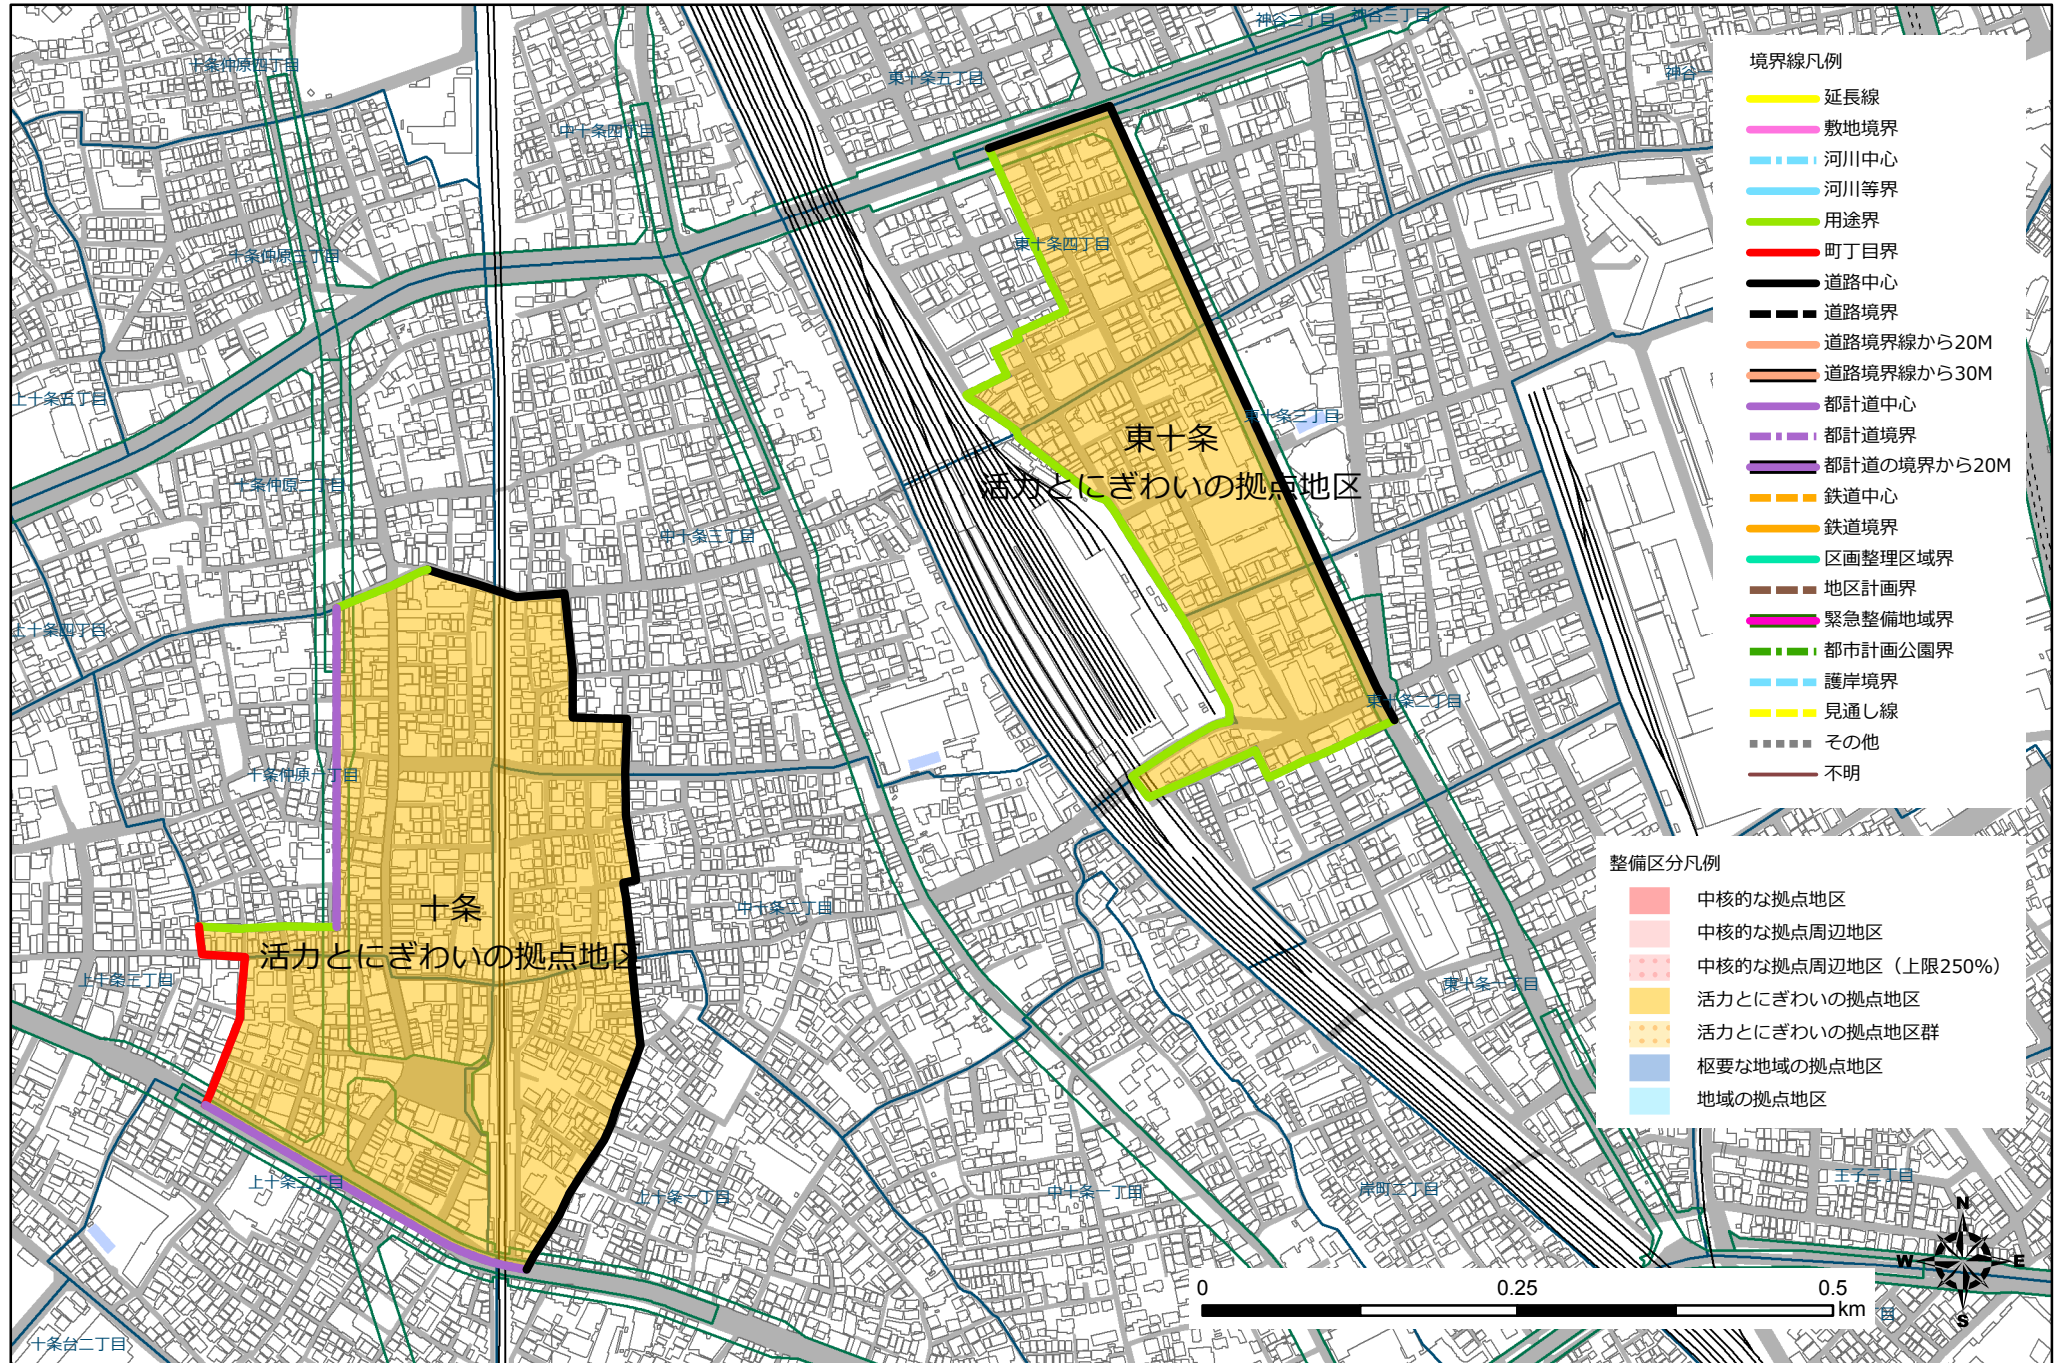 神谷二丁目
神谷三丁目
十条仲原四丁目
東十条五丁目
神谷
中十条四丁目
東十条四丁目
十条仲原三丁目
上十条五丁目
東十条三丁目
東十条
活力とにぎわいの拠点地区
十条仲原二丁目
中十条三丁目
上十条四丁目
東十条二丁目
十条仲原一丁目
十条
活力とにぎわいの拠点地区
中十条二丁目
上十条三丁目
東十条一丁目
上十条二丁目
上十条一丁目
中十条一丁目
岸町二丁目
王子三丁目
十条台二丁目
目
境界線凡例
延長線
敷地境界
河川中心
河川等界
用途界
町丁目界
道路中心
道路境界
道路境界線から20M
道路境界線から30M
都計道中心
都計道境界
都計道の境界から20M
鉄道中心
鉄道境界
区画整理区域界
地区計画界
緊急整備地域界
都市計画公園界
護岸境界
見通し線
その他
不明
整備区分凡例
中核的な拠点地区
中核的な拠点周辺地区
中核的な拠点周辺地区（上限250%）
活力とにぎわいの拠点地区
活力とにぎわいの拠点地区群
枢要な地域の拠点地区
地域の拠点地区
N
W E
S
0 0.25 0.5
km